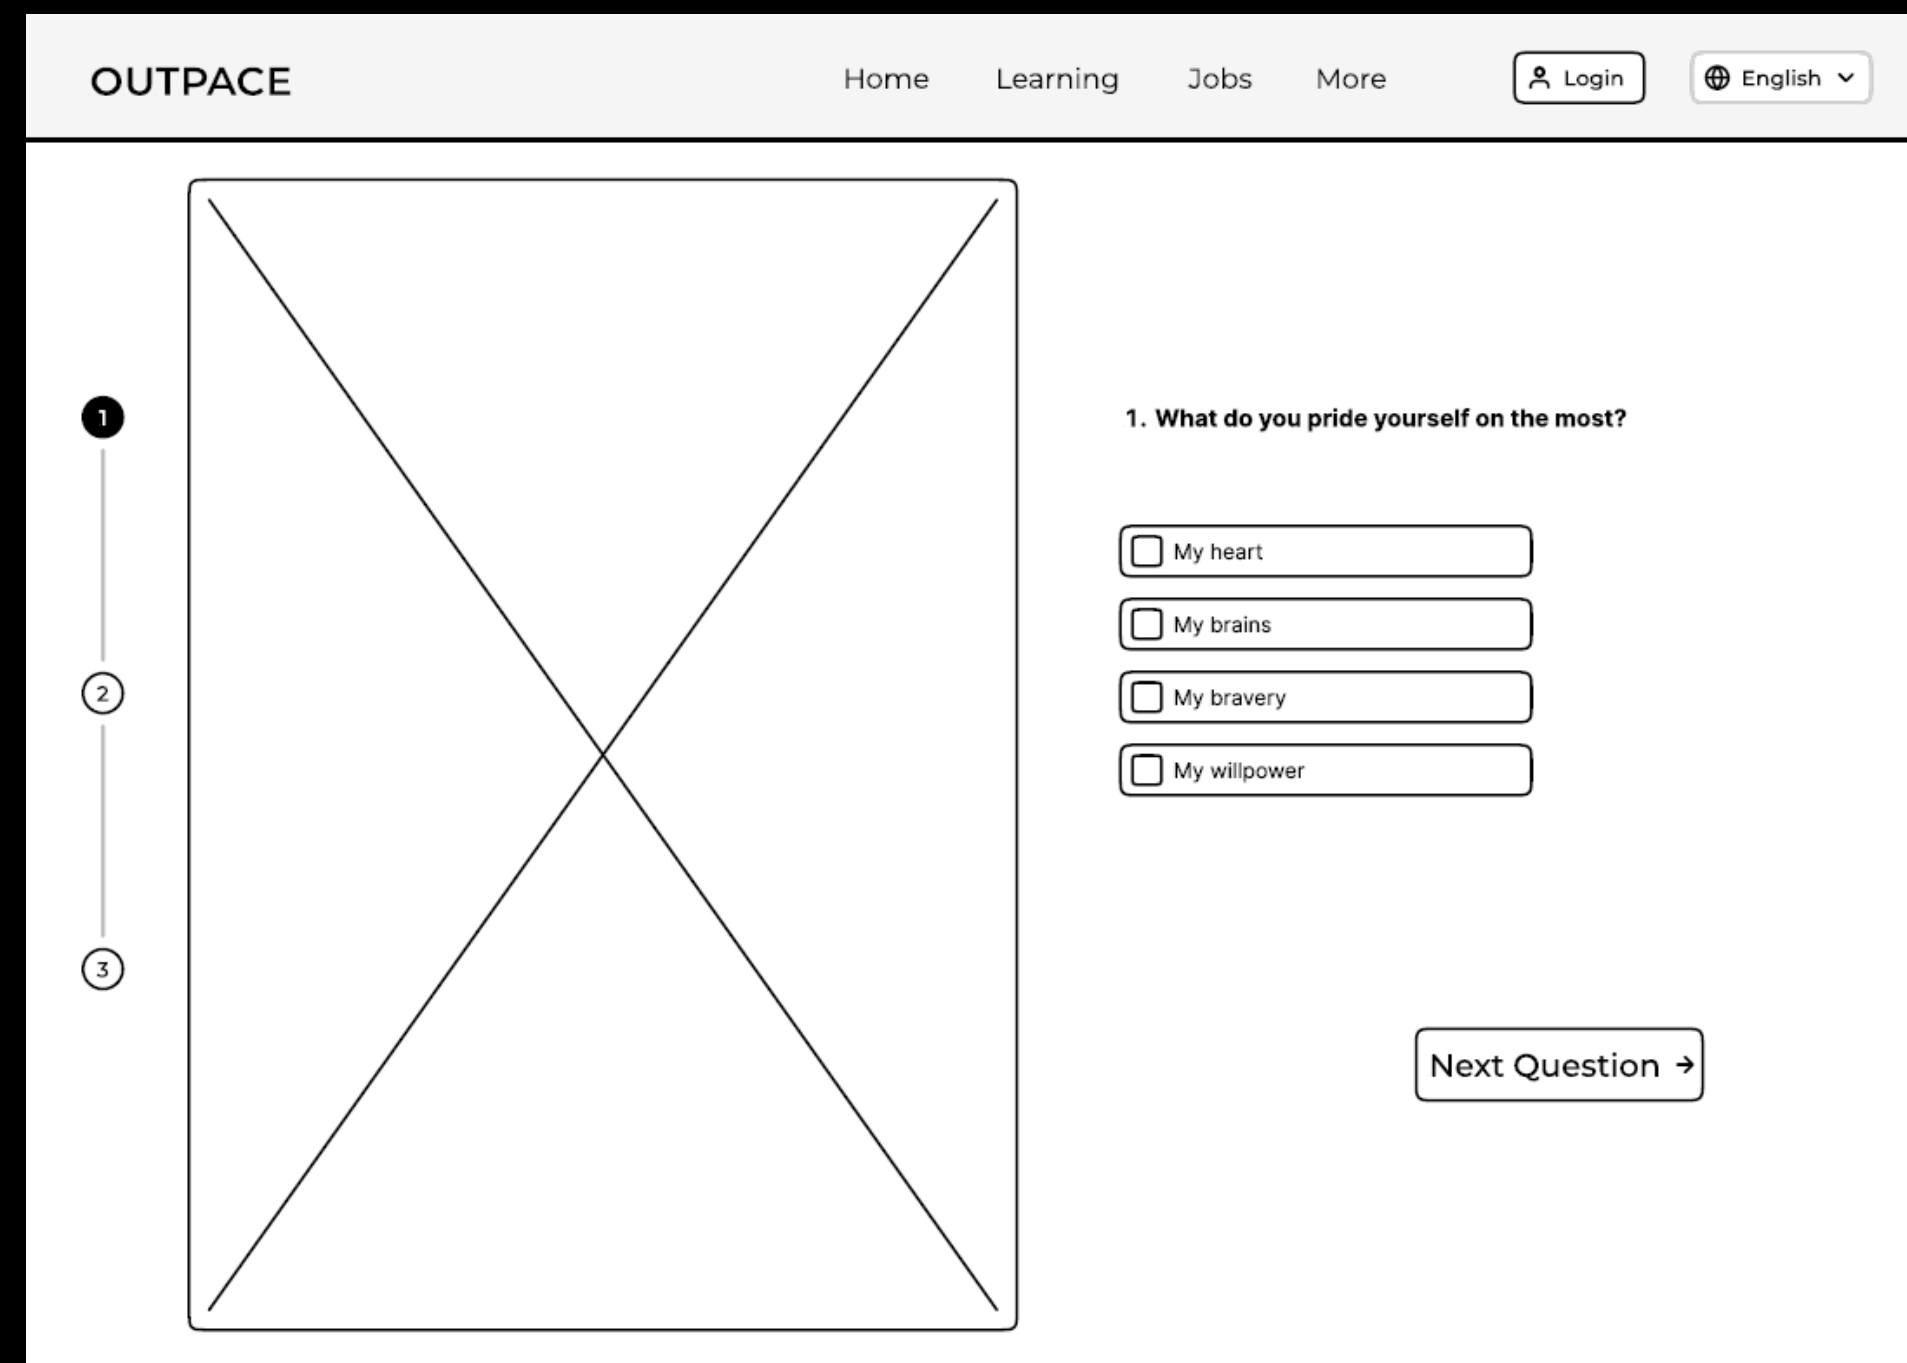 OUTPACE
Home
Learning
Jobs
More
Login
English
1
2
3
1. What do you pride yourself on the most?
My heart
My brains
My bravery
My willpower
Next Question →